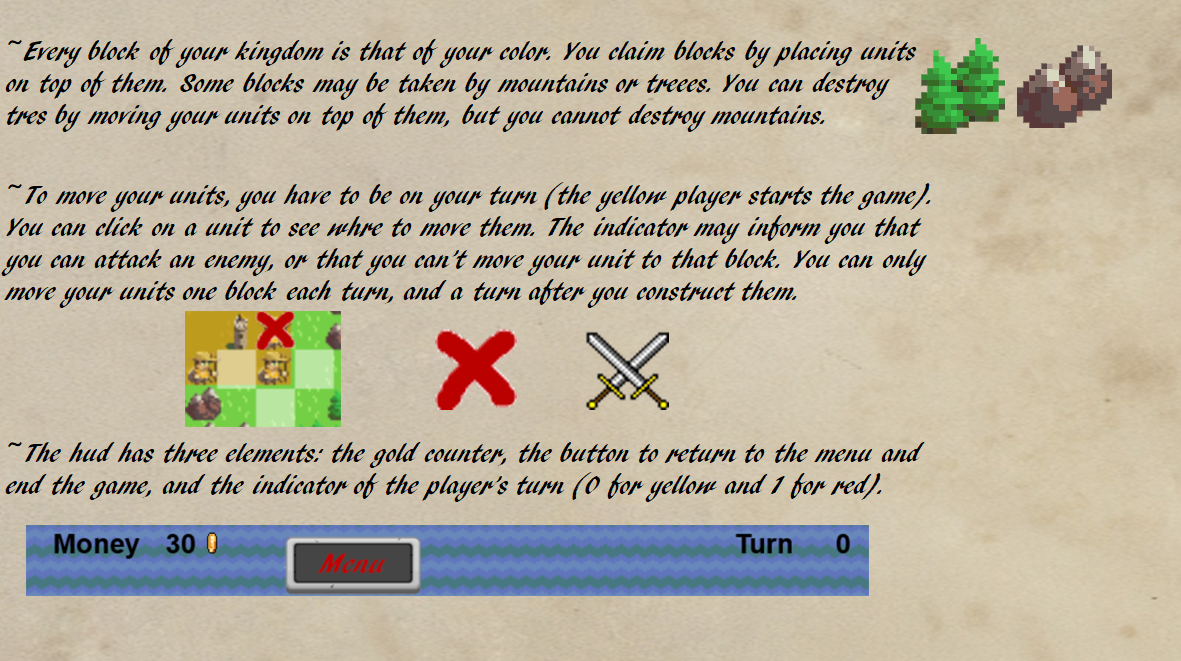 ~Every block of your kingdom is that of your color. You claim blocks by placing units
on top of them. Some blocks may be taken by mountains or treees. You can destroy
tres by moving your units on top of them, but you cannot destroy mountains.
~To move your units, you have to be on your turn (the yellow player starts the game).
You can click on a unit to see whre to move them. The indicator may inform you that
you can attack an enemy, or that you can't move your unit to that block. You can only
move your units one block each turn, and a turn after you construct them.
~The hud has three elements: the gold counter, the button to return to the menu and
end the game, and the indicator of the player's turn (0 for yellow and 1 for red).
Money 30 Turn 0
Menu